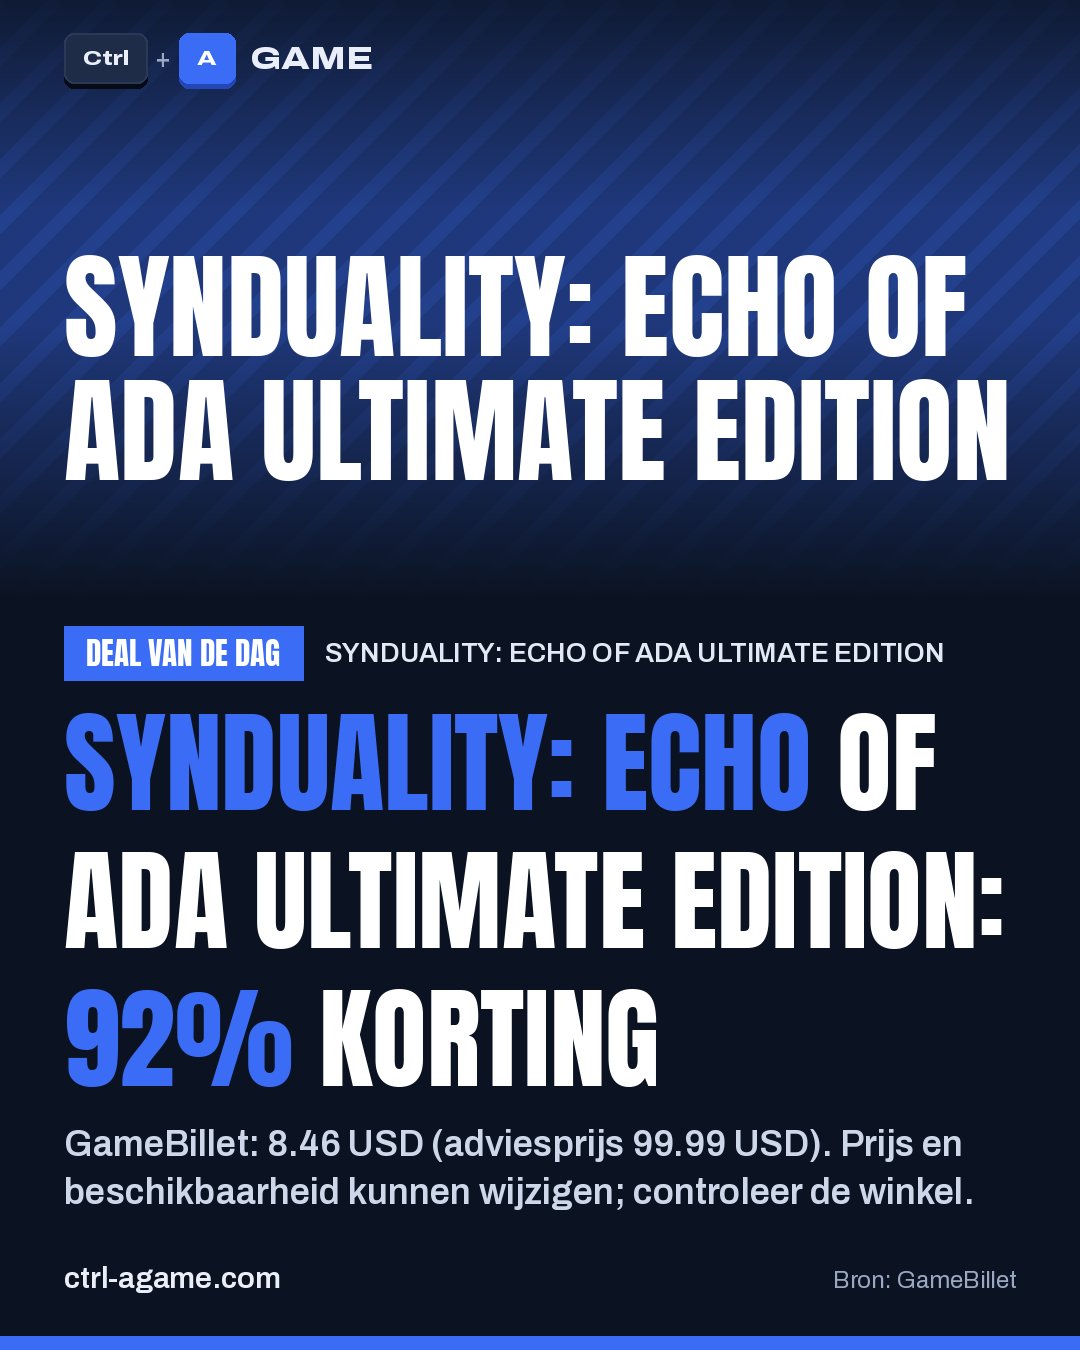 Ctrl + A GAME
SYNDUALITY: ECHO OF
ADA ULTIMATE EDITION
DEAL VAN DE DAG SYNDUALITY: ECHO OF ADA ULTIMATE EDITION
SYNDUALITY: ECHO OF
ADA ULTIMATE EDITION:
92% KORTING
GameBillet: 8.46 USD (adviesprijs 99.99 USD). Prijs en
beschikbaarheid kunnen wijzigen; controleer de winkel.
ctrl-agame.com Bron: GameBillet